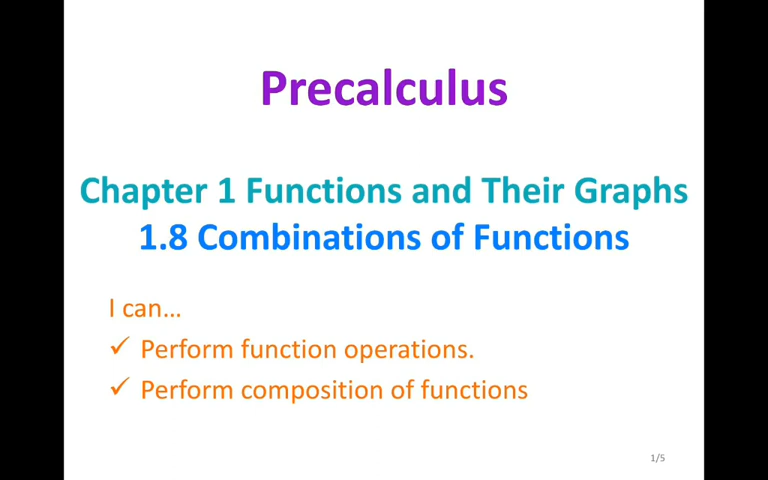 Precalculus
Chapter 1 Functions and Their Graphs
1.8 Combinations of Functions
I can…
✓ Perform function operations.
✓ Perform composition of functions
1/5